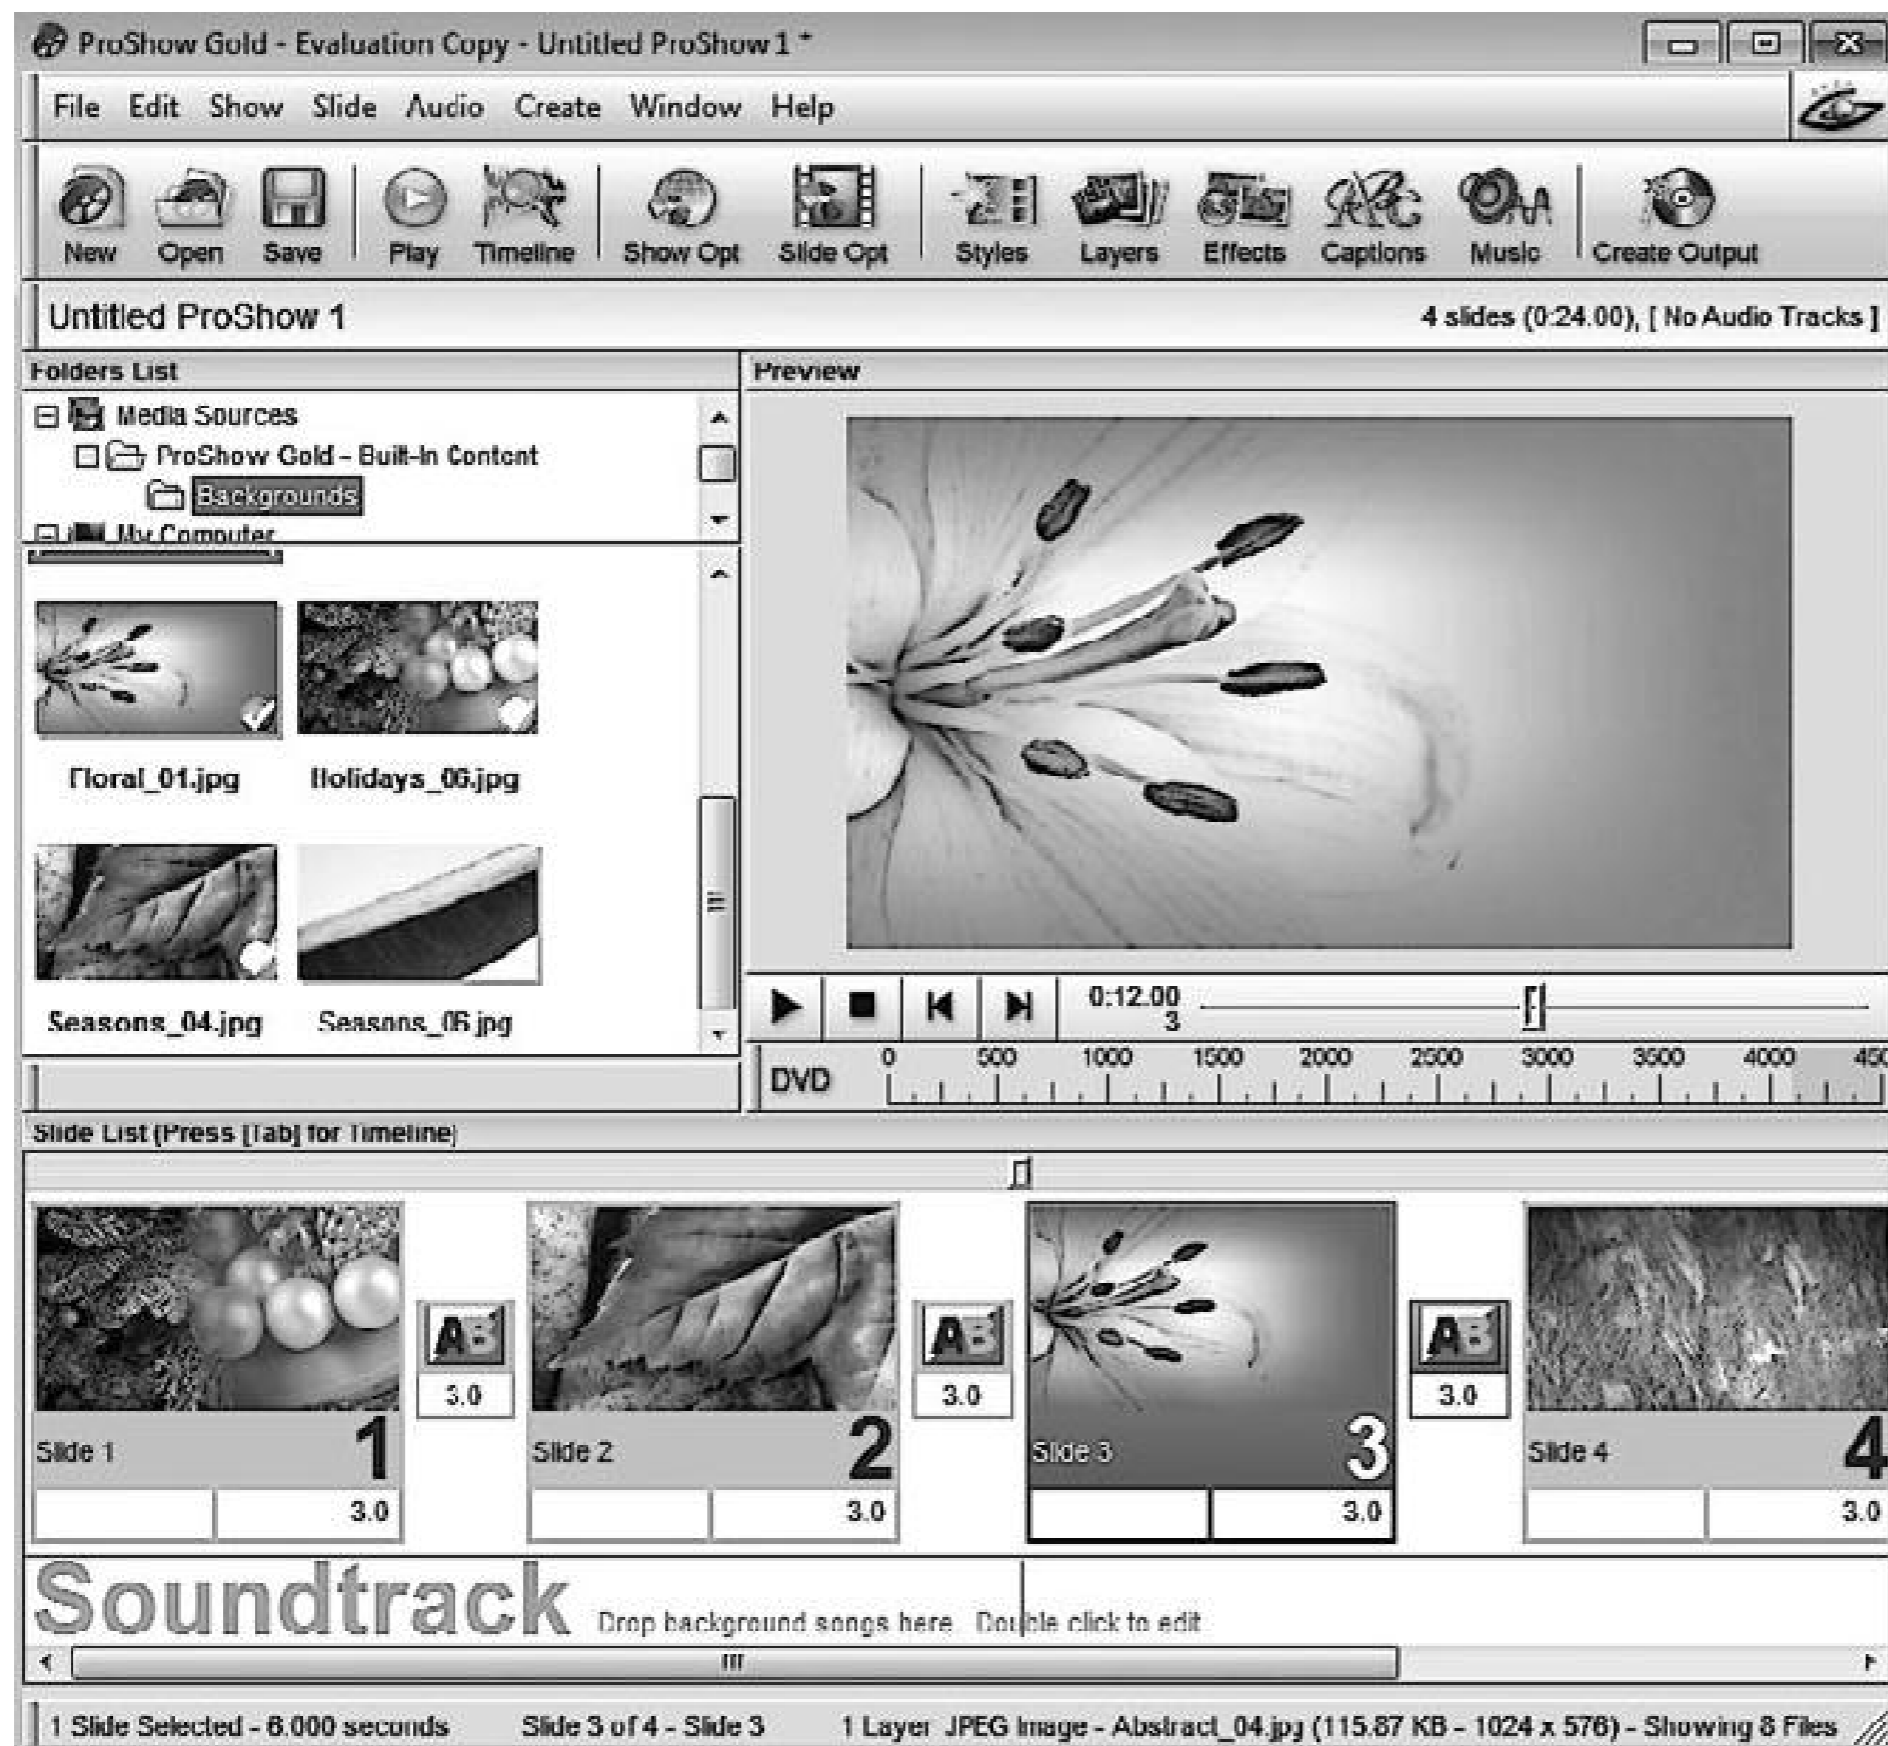 ProShow Gold - Evaluation Copy - Untitled ProShow 1 *
File Edit Show Slide Audio Create Window Help
New Open Save Play Timeline Show Opt Slide Opt Styles Layers Effects Captions Music Create Output
Untitled ProShow 1
4 slides (0:24.00), [ No Audio Tracks ]
Folders List
Media Sources
ProShow Gold - Built-In Content
Backgrounds
My Computer
Floral_01.jpg Holidays_06.jpg
Seasons_04.jpg Seasons_06.jpg
Preview
0:12.00
3
DVD
0 500 1000 1500 2000 2500 3000 3500 4000 450
Slide List (Press [Tab] for Timeline)
AB AB AB
3.0 3.0 3.0
Slide 1 1 Slide 2 2 Slide 3 3 Slide 4 4
3.0 3.0 3.0 3.0
Soundtrack Drop background songs here. Double click to edit
1 Slide Selected - 6.000 seconds Slide 3 of 4 - Slide 3 1 Layer JPEG Image - Abstract_04.jpg (115.87 KB - 1024 x 576) - Showing 8 Files